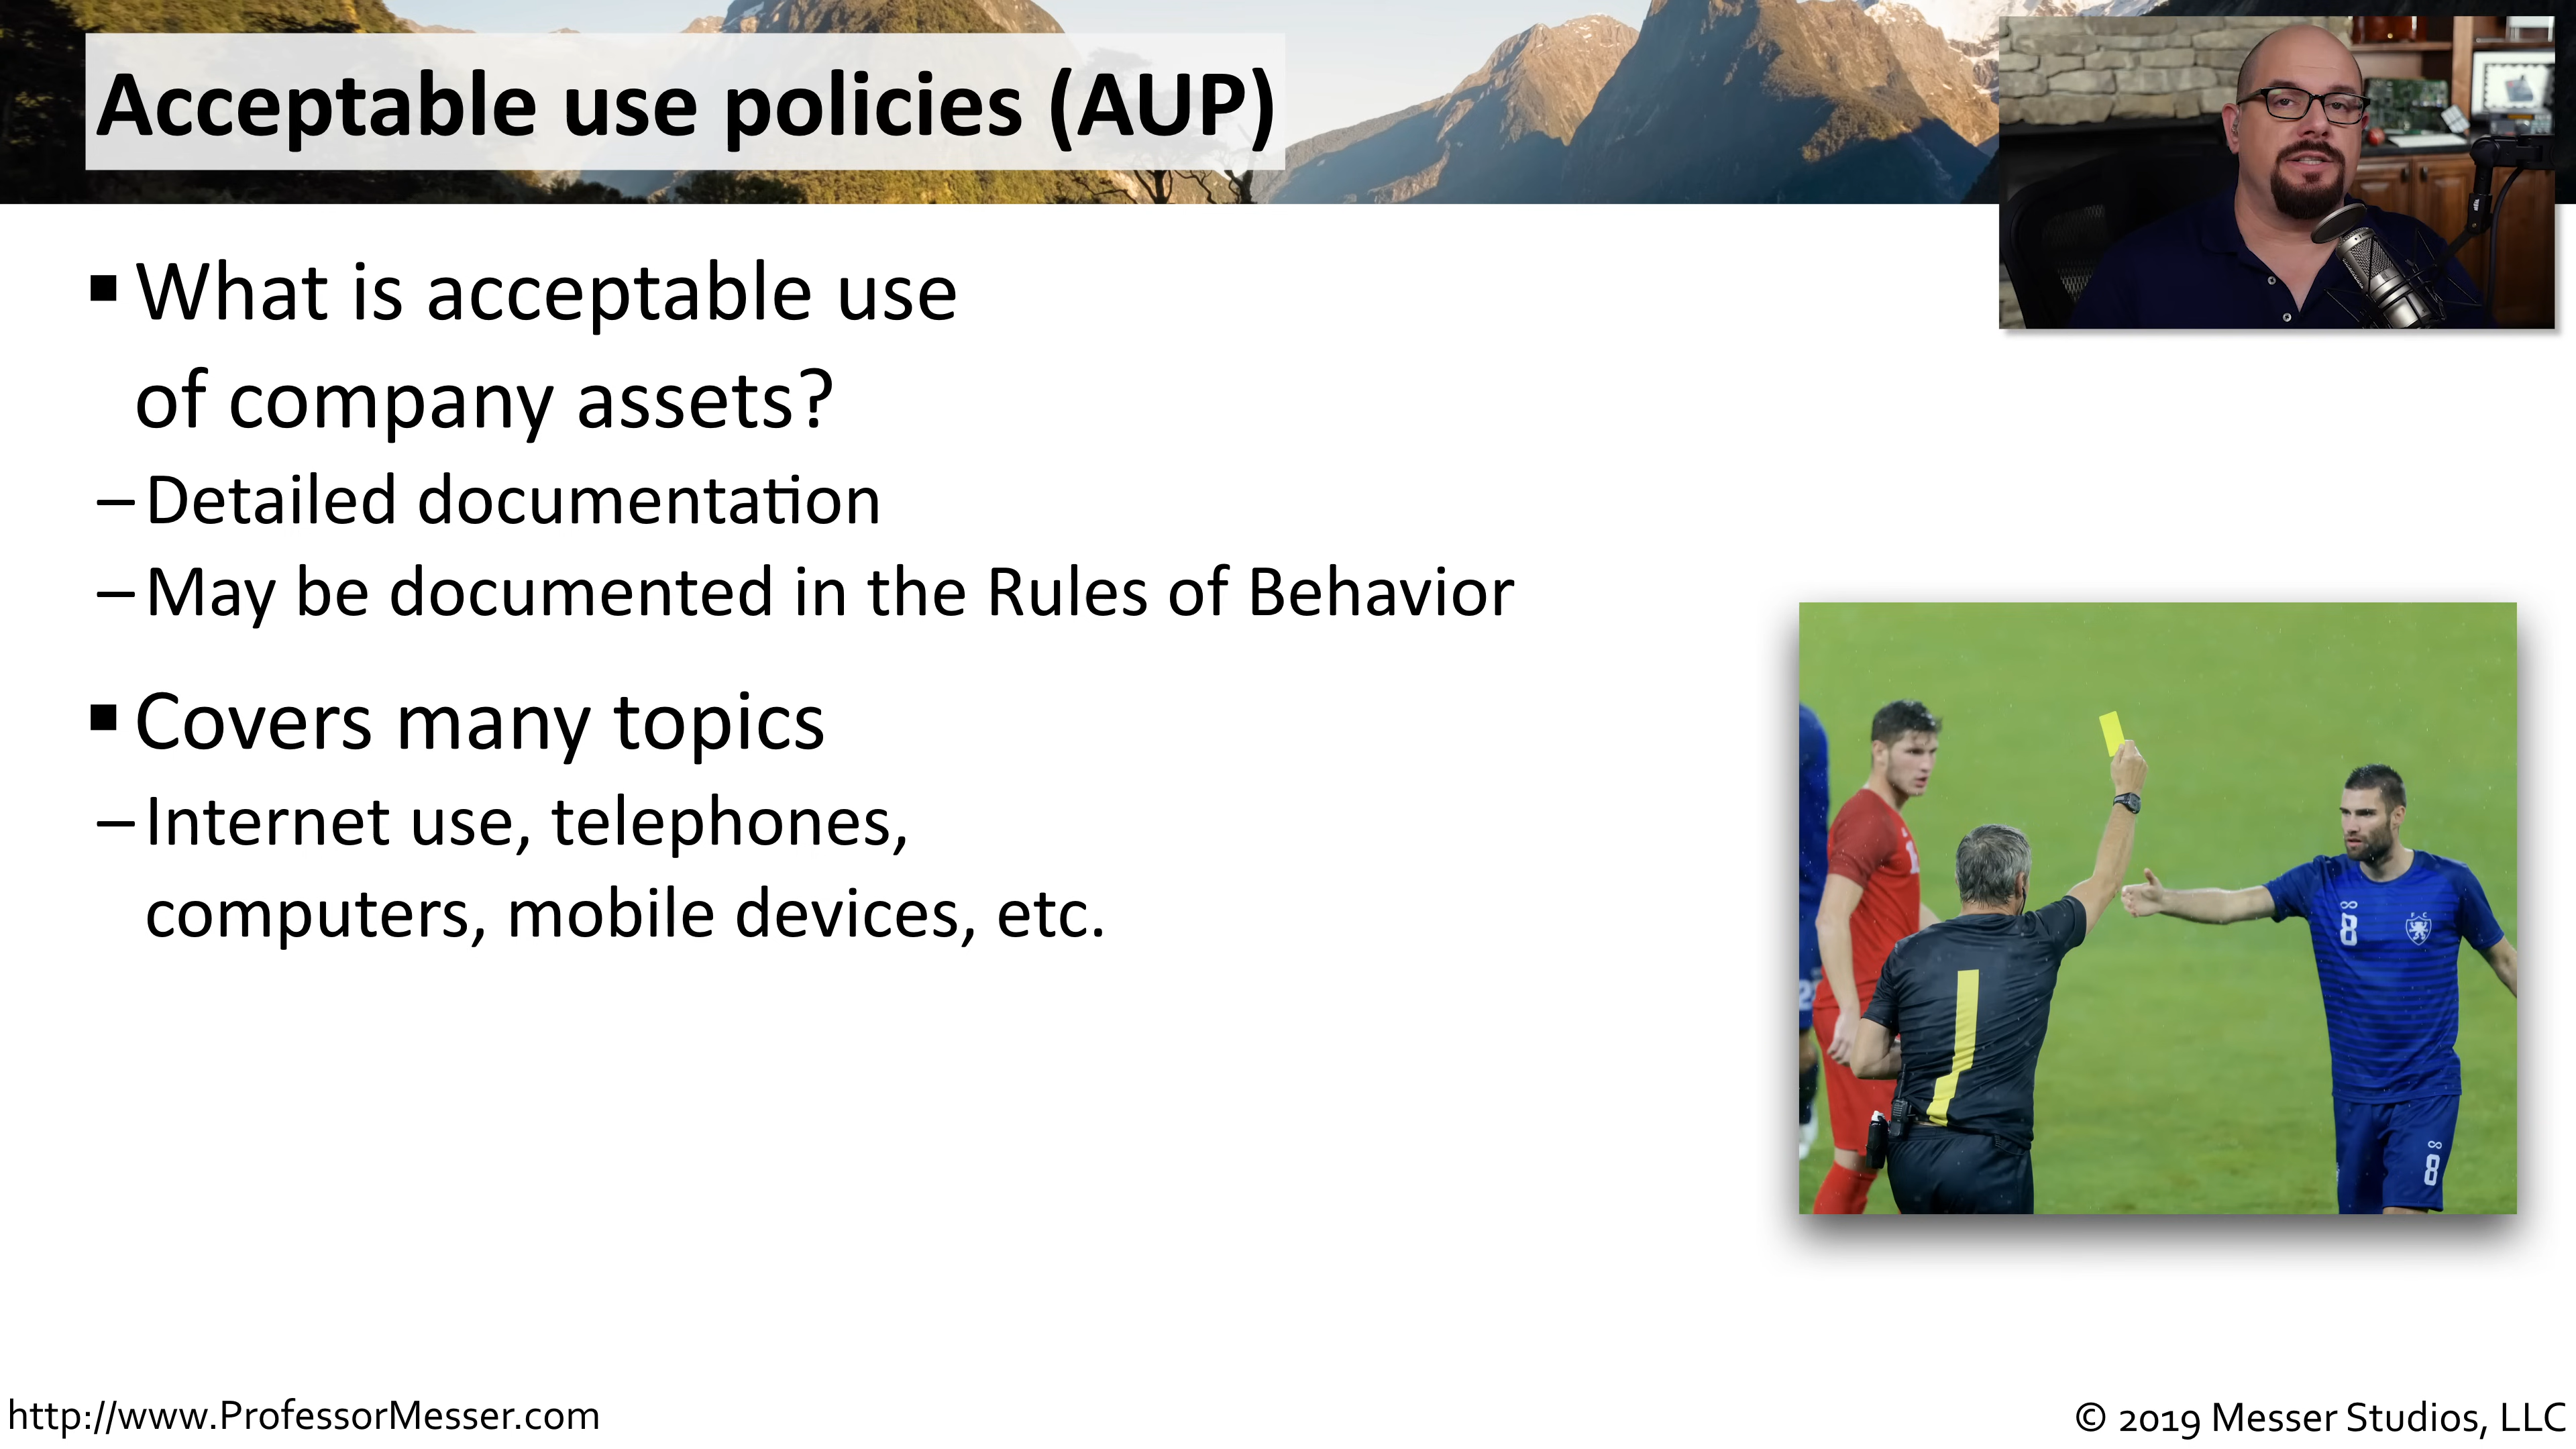 Acceptable use policies (AUP)
▪ What is acceptable use
of company assets?
– Detailed documentation
– May be documented in the Rules of Behavior
▪ Covers many topics
– Internet use, telephones,
computers, mobile devices, etc.
8
F C
8
http://www.ProfessorMesser.com
© 2019 Messer Studios, LLC